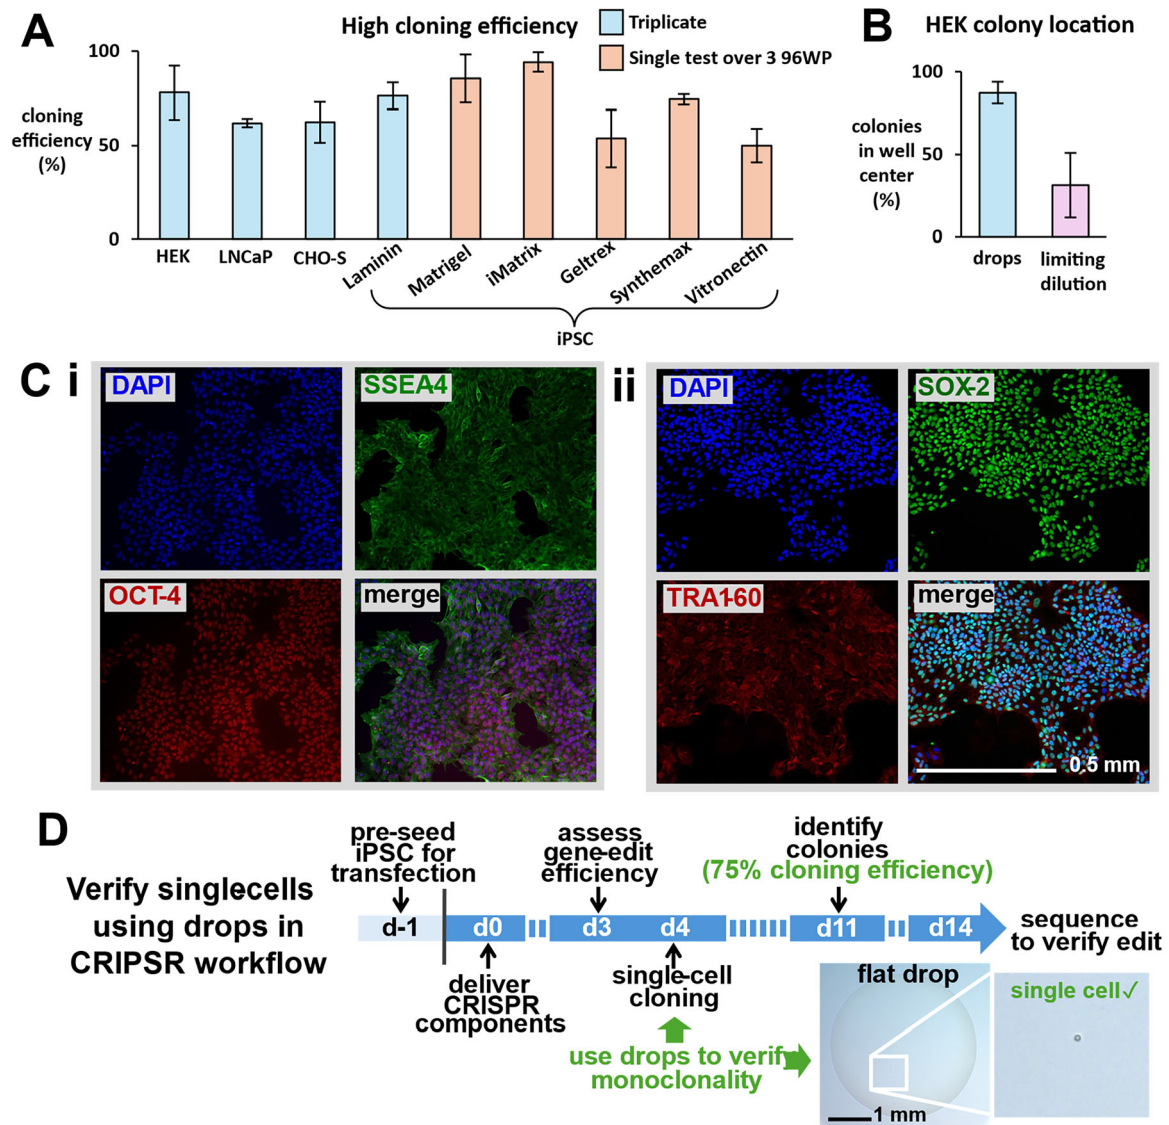 A
High cloning efficiency
Triplicate
Single test over 3 96WP
cloning
efficiency
(%)
100
50
0
HEK
LNCaP
CHO-S
Laminin
Matrigel
iMatrix
Geltrex
Synthemax
Vitronectin
iPSC
B
HEK colony location
colonies
in well
center
(%)
100
50
0
drops
limiting
dilution
C i
DAPI
SSEA-4
OCT-4
merge
ii
DAPI
SOX-2
TRA1-60
merge
0.5 mm
D
Verify singlecells
using drops in
CRIPSR workflow
pre-seed
iPSC for
transfection
assess
gene-edit
efficiency
identify
colonies
(75% cloning efficiency)
d-1
d0
d3
d4
d11
d14
sequence
to verify edit
deliver
CRISPR
components
single-cell
cloning
use drops to verify
monoclonality
flat drop
1 mm
single cell✓